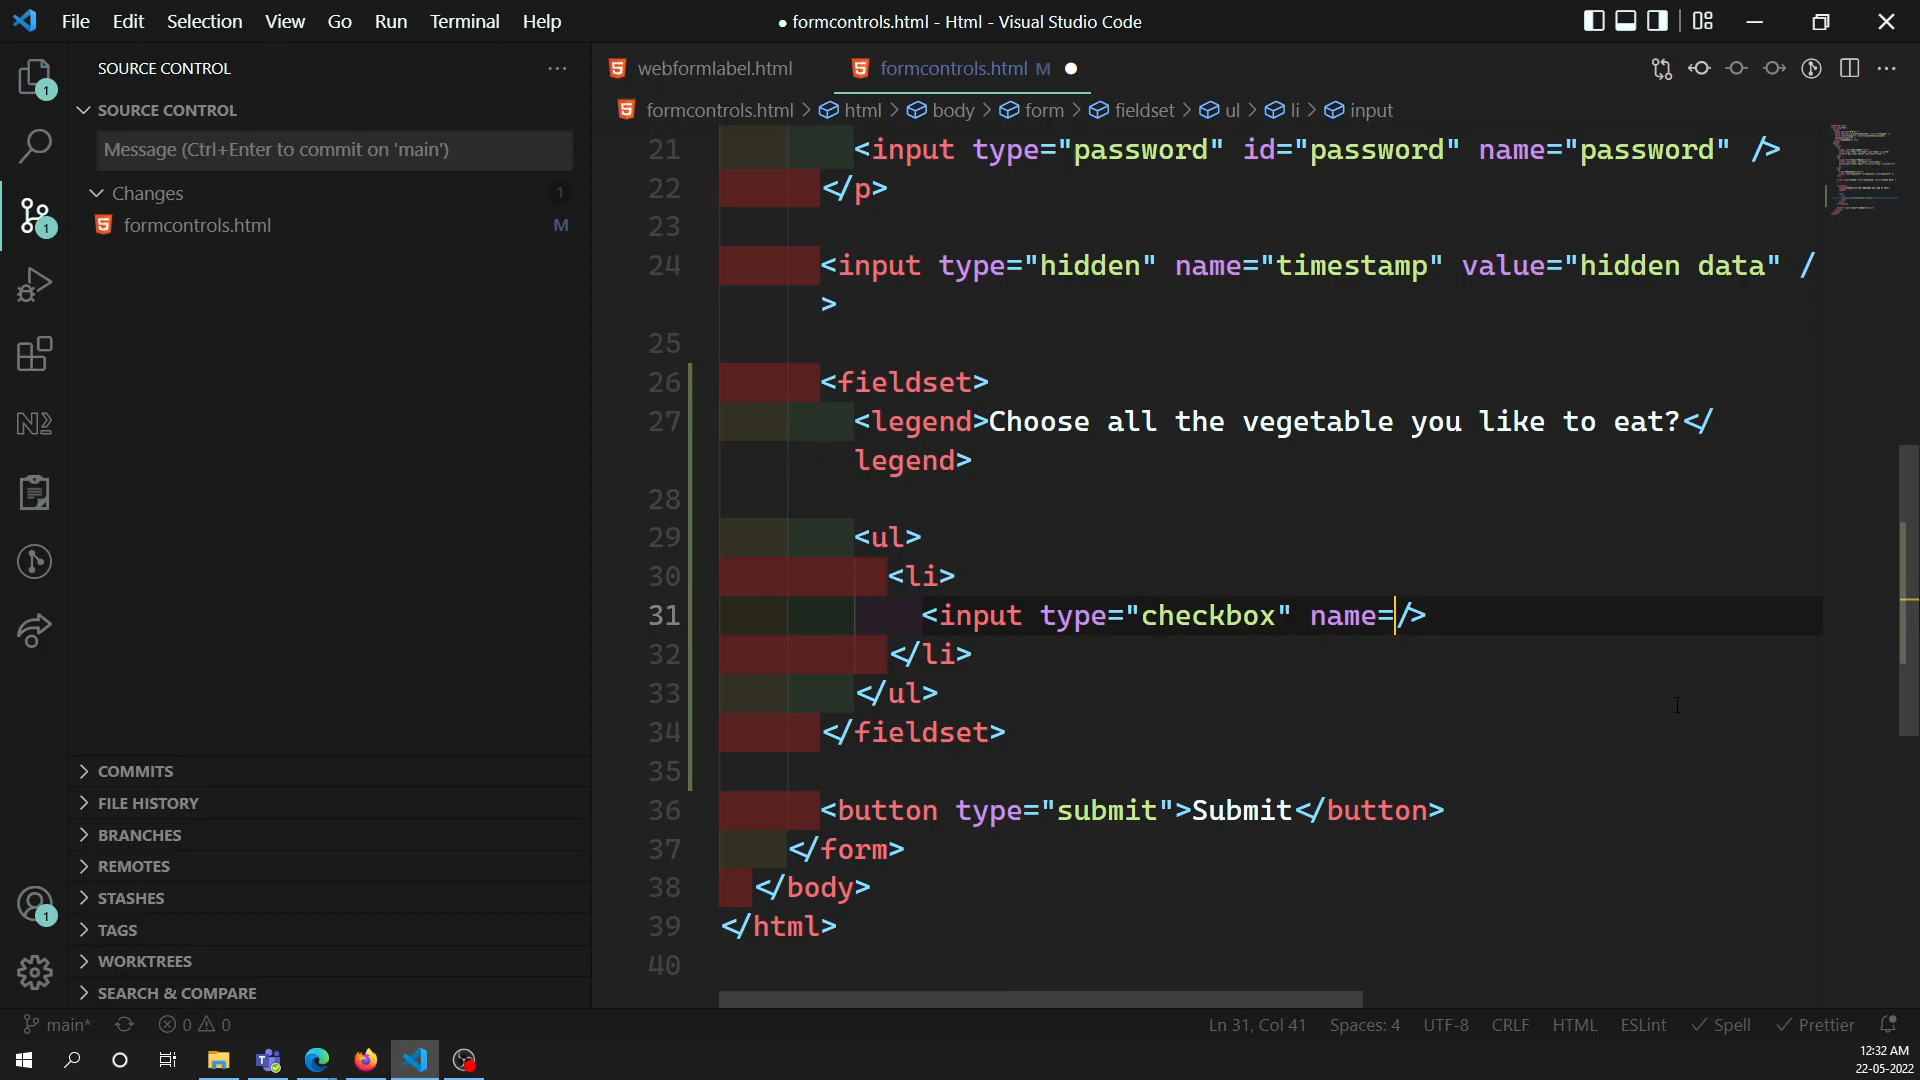 File Edit Selection View Go Run Terminal Help
● formcontrols.html - Html - Visual Studio Code
SOURCE CONTROL
webformlabel.html
formcontrols.html M
SOURCE CONTROL
formcontrols.html > html > body > form > fieldset > ul > li > input
Message (Ctrl+Enter to commit on 'main')
Changes 1
formcontrols.html M
21 <input type="password" id="password" name="password" />
22 </p>
23
24 <input type="hidden" name="timestamp" value="hidden data" /
>
25
26 <fieldset>
27 <legend>Choose all the vegetable you like to eat?</
legend>
28
29 <ul>
30 <li>
31 <input type="checkbox" name=/>
32 </li>
33 </ul>
34 </fieldset>
35
36 <button type="submit">Submit</button>
37 </form>
38 </body>
39 </html>
40
1
1
1
COMMITS
FILE HISTORY
BRANCHES
REMOTES
STASHES
TAGS
WORKTREES
SEARCH & COMPARE
main* 0 0
Ln 31, Col 41 Spaces: 4 UTF-8 CRLF HTML ESLint Spell Prettier
12:32 AM
22-05-2022